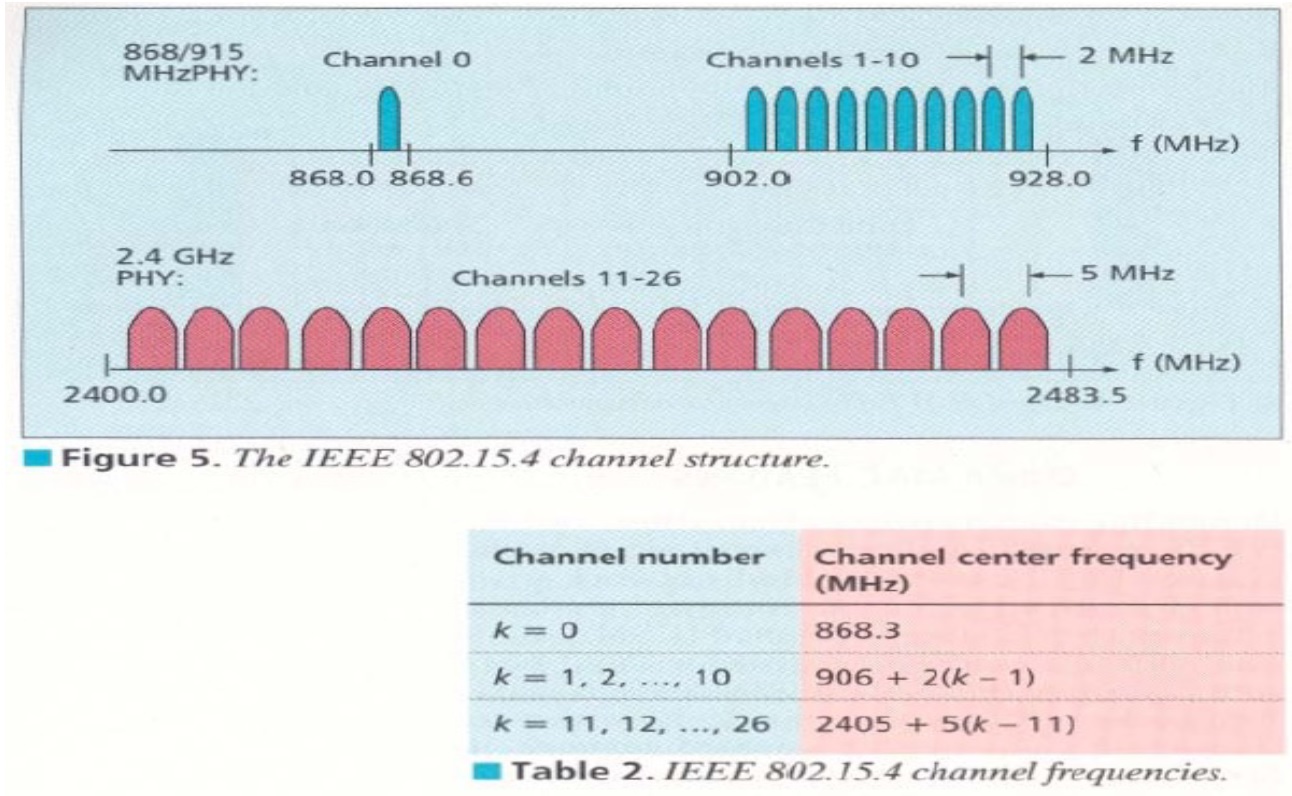 868/915
MHzPHY:
Channel 0
Channels 1-10
2 MHz
f (MHz)
868.0 868.6
902.0
928.0
2.4 GHz
PHY:
Channels 11-26
5 MHz
f (MHz)
2400.0
2483.5
Figure 5. The IEEE 802.15.4 channel structure.
Channel number
Channel center frequency
(MHz)
k = 0
868.3
k = 1, 2, ..., 10
906 + 2(k – 1)
k = 11, 12, ..., 26
2405 + 5(k – 11)
Table 2. IEEE 802.15.4 channel frequencies.